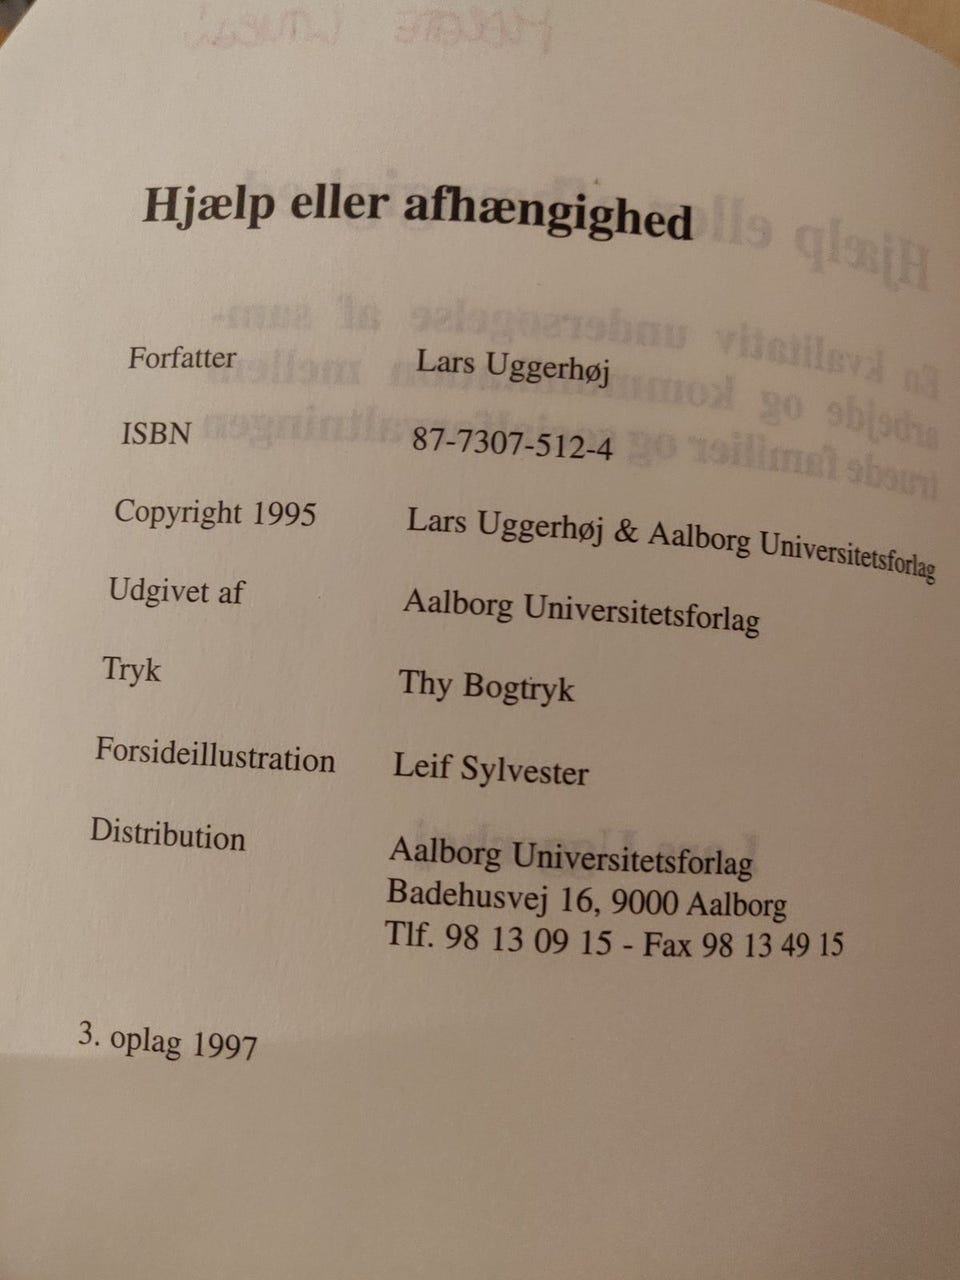 Hjælp eller afhængighed
Forfatter Lars Uggerhøj
ISBN 87-7307-512-4
Copyright 1995 Lars Uggerhøj & Aalborg Universitetsforlag
Udgivet af Aalborg Universitetsforlag
Tryk Thy Bogtryk
Forsideillustration Leif Sylvester
Distribution Aalborg Universitetsforlag
Badehusvej 16, 9000 Aalborg
Tlf. 98 13 09 15 - Fax 98 13 49 15
3. oplag 1997